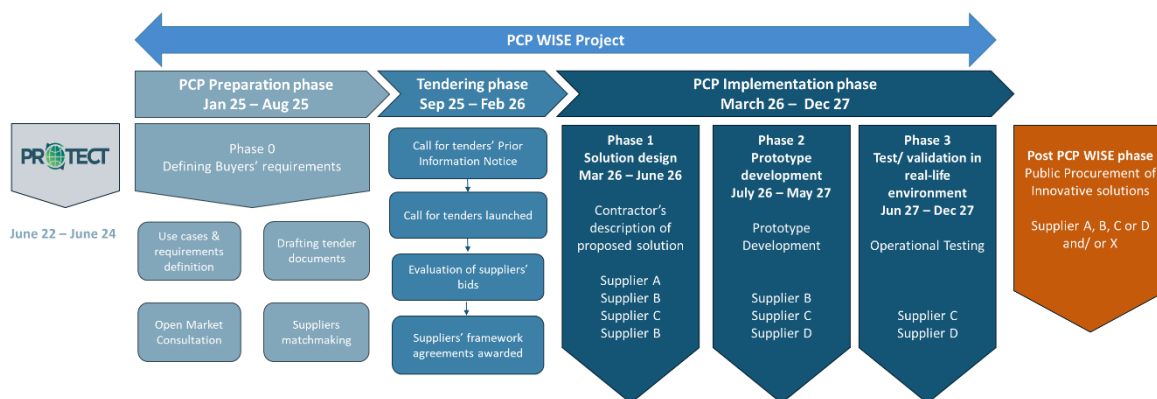 PCP WISE Project
PCP Preparation phase
Jan 25 – Aug 25
Tendering phase
Sep 25 – Feb 26
PCP Implementation phase
March 26 – Dec 27
PROTECT
June 22 – June 24
Phase 0
Defining Buyers' requirements
Use cases &
requirements
definition
Drafting tender
documents
Open Market
Consultation
Suppliers
matchmaking
Call for tenders' Prior
Information Notice
Call for tenders launched
Evaluation of suppliers'
bids
Suppliers' framework
agreements awarded
Phase 1
Solution design
Mar 26 – June 26
Contractor's
description of
proposed solution
Supplier A
Supplier B
Supplier C
Supplier B
Phase 2
Prototype
development
July 26 – May 27
Prototype
Development
Supplier B
Supplier C
Supplier D
Phase 3
Test/ validation in
real-life
environment
Jun 27 – Dec 27
Operational Testing
Supplier C
Supplier D
Post PCP WISE phase
Public Procurement of
Innovative solutions
Supplier A, B, C or D
and/ or X